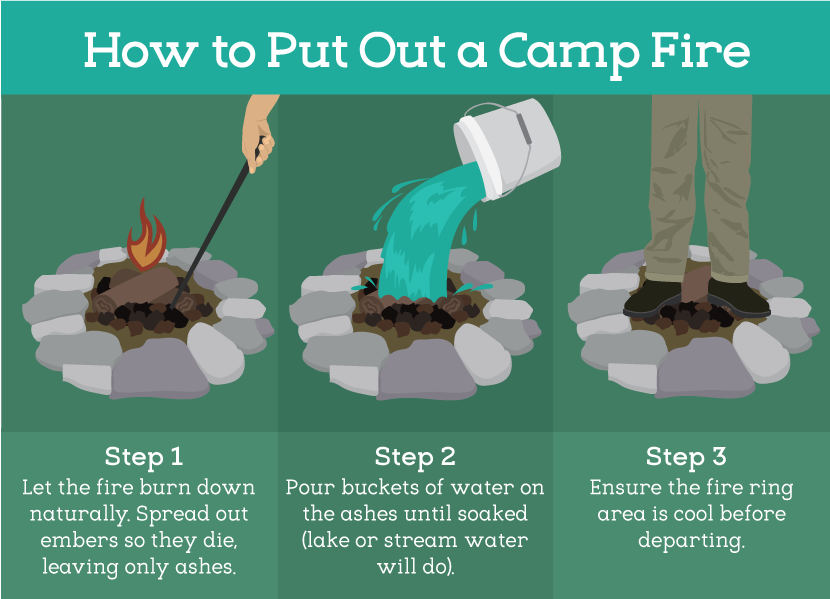 How to Put Out a Camp Fire
Step 1
Let the fire burn down
naturally. Spread out
embers so they die,
leaving only ashes.
Step 2
Pour buckets of water on
the ashes until soaked
(lake or stream water
will do).
Step 3
Ensure the fire ring
area is cool before
departing.